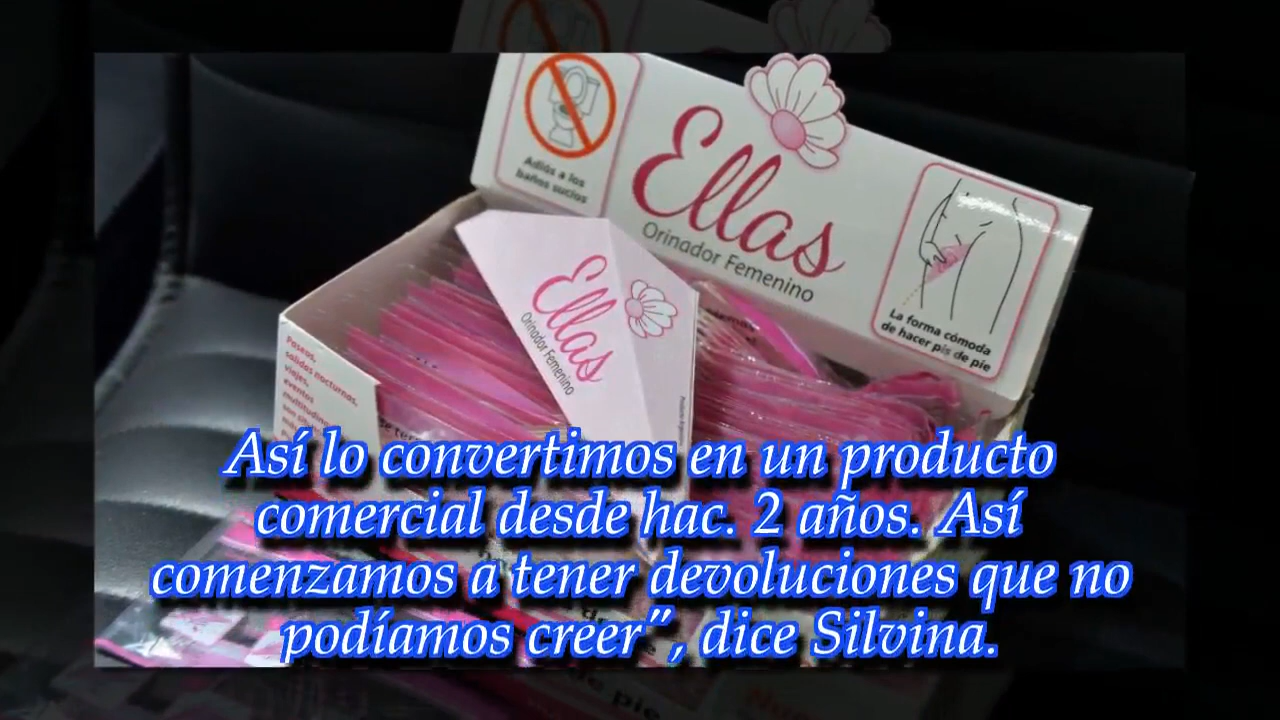 Adiós a los
baños sucios
Ellas
Orinador Femenino
La forma cómoda
de hacer pis de pie
Ellas
Orinador Femenino
Paseos,
salidas nocturnas,
viajes,
eventos
Así lo convertimos en un producto
comercial desde hac. 2 años. Así
comenzamos a tener devoluciones que no
podíamos creer”, dice Silvina.
de pie